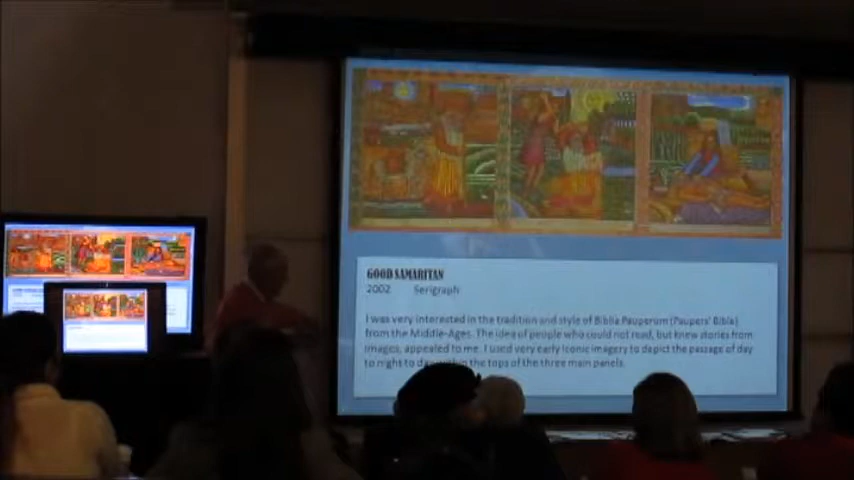 GOOD SAMARITAN
2002 Serigraph
I was very interested in the tradition and style of Biblia Pauperum (Paupers' Bible)
from the Middle-Ages. The idea of people who could not read, but knew stories from
images, appealed to me. I used very early iconic imagery to depict the passage of day
to night to day within the tops of the three main panels.